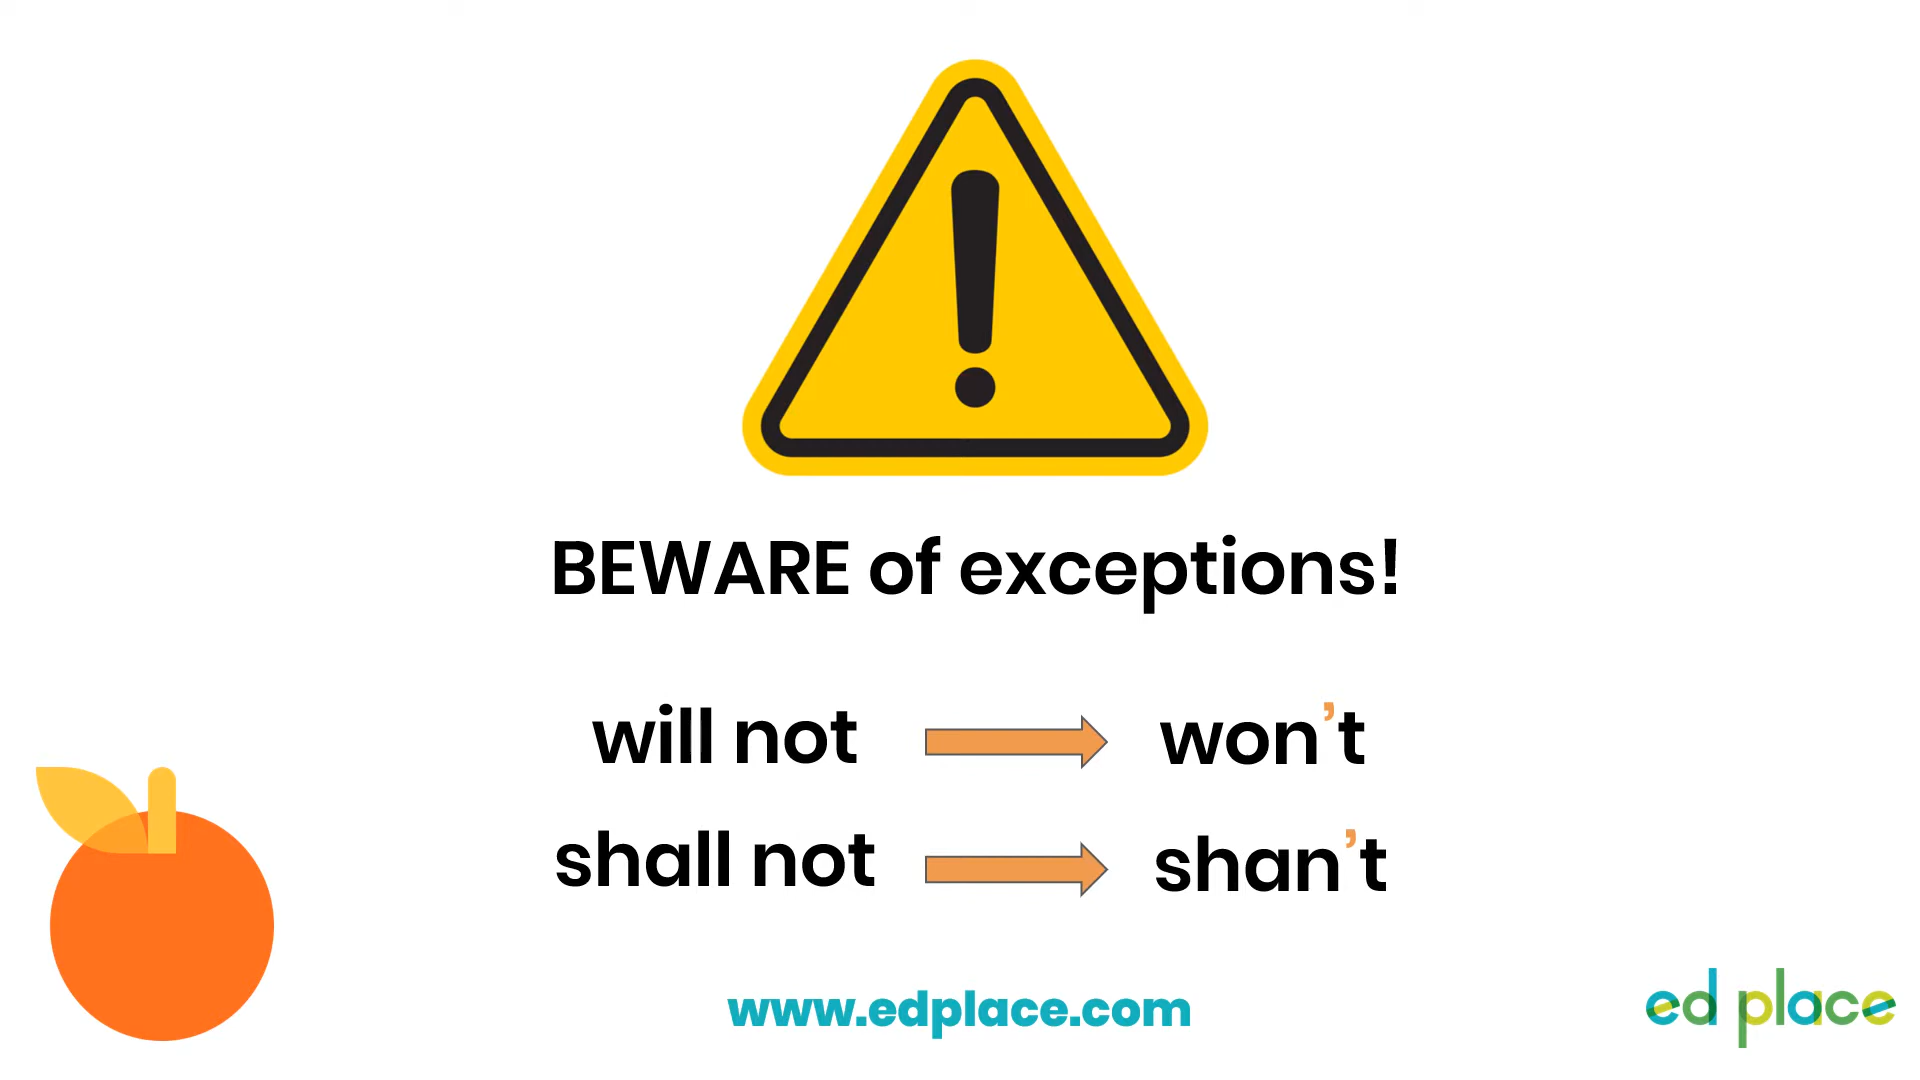 BEWARE of exceptions!
will not won’t
shall not shan’t
www.edplace.com
ed place